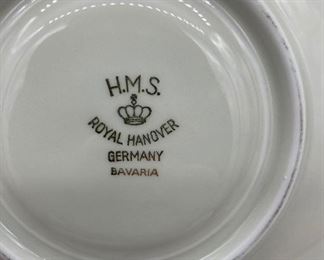 H.M.S.
ROYAL HANOVER
GERMANY
BAVARIA